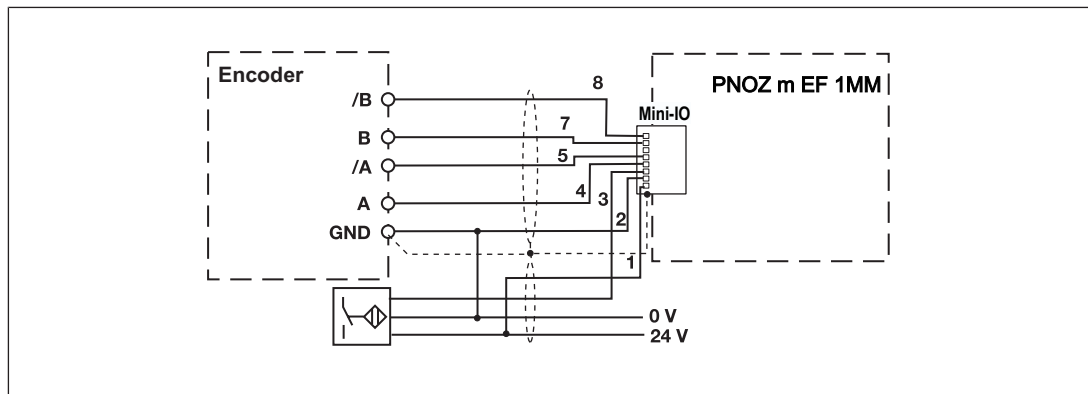 Encoder
PNOZ m EF 1MM
Mini-IO
/B
8
B
7
/A
5
A
4
3
GND
2
1
0 V
24 V